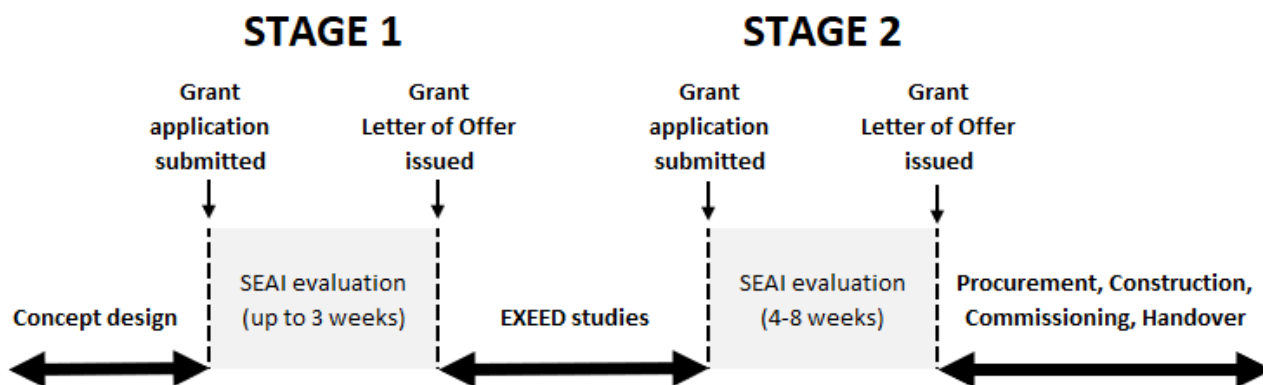 STAGE 1
STAGE 2
Grant
application
submitted
Grant
Letter of Offer
issued
Grant
application
submitted
Grant
Letter of Offer
issued
Concept design
SEAI evaluation
(up to 3 weeks)
EXEED studies
SEAI evaluation
(4-8 weeks)
Procurement, Construction,
Commissioning, Handover